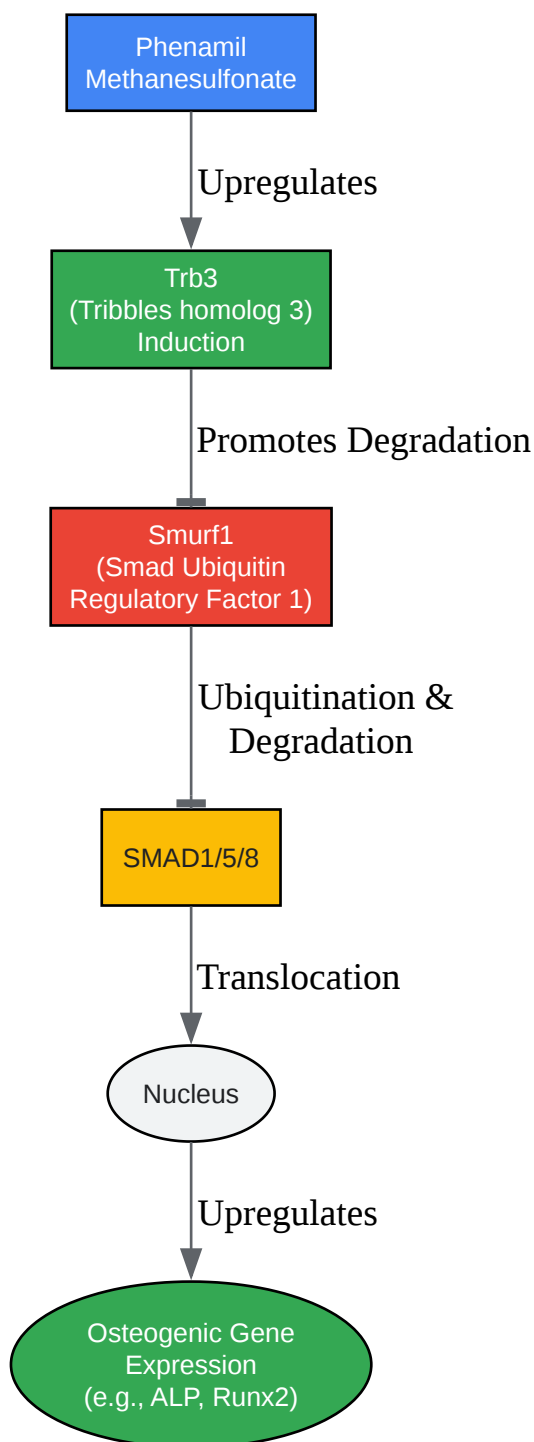 Phenamil
Methanesulfonate
Upregulates
Trb3
(Tribbles homolog 3)
Induction
Promotes Degradation
Smurf1
(Smad Ubiquitin
Regulatory Factor 1)
Ubiquitination &
Degradation
SMAD1/5/8
Translocation
Nucleus
Upregulates
Osteogenic Gene
Expression
(e.g., ALP, Runx2)